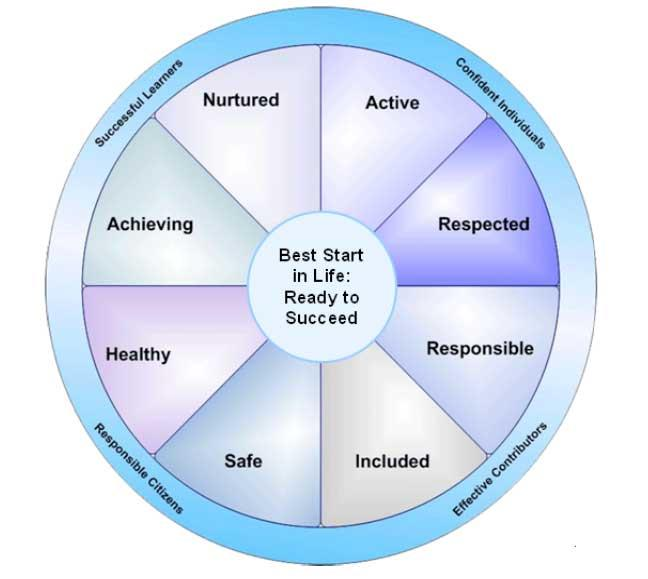 Successful Learners
Confident Individuals
Nurtured
Active
Achieving
Respected
Best Start
in Life:
Ready to
Succeed
Healthy
Responsible
Safe
Included
Responsible Citizens
Effective Contributors